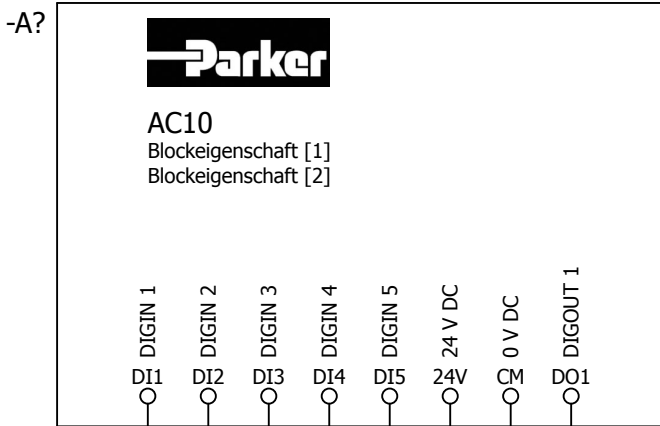 -A?
Parker
AC10
Blockeigenschaft [1]
Blockeigenschaft [2]
DIGIN 1
DIGIN 2
DIGIN 3
DIGIN 4
DIGIN 5
24 V DC
0 V DC
DIGOUT 1
DI1 DI2 DI3 DI4 DI5 24V CM DO1